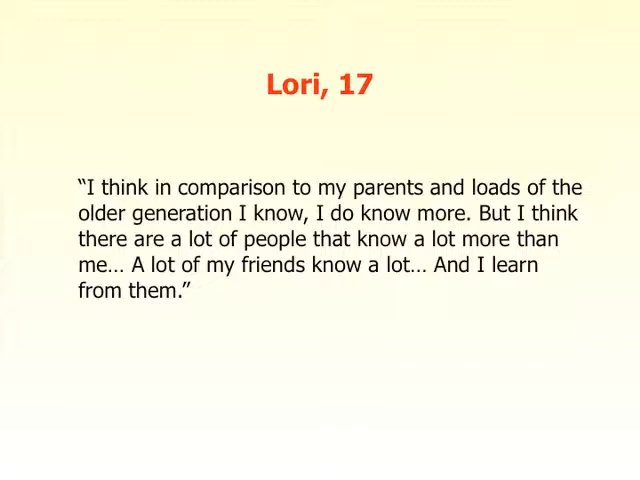 Lori, 17
“I think in comparison to my parents and loads of the
older generation I know, I do know more. But I think
there are a lot of people that know a lot more than
me… A lot of my friends know a lot… And I learn
from them.”